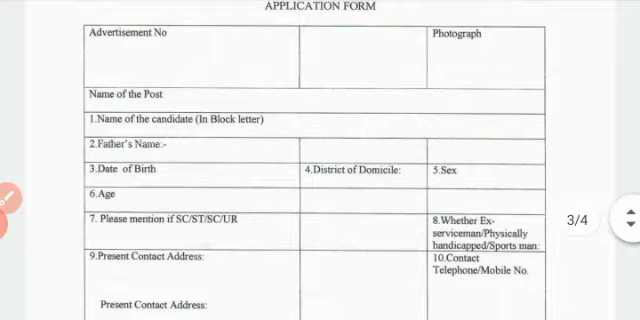 APPLICATION FORM
Advertisement No
Photograph
Name of the Post
1.Name of the candidate (In Block letter)
2.Father's Name:-
3.Date of Birth
4.District of Domicile:
5.Sex
6.Age
7. Please mention if SC/ST/SC/UR
8.Whether Ex-
serviceman/Physically
handicapped/Sports man:
9.Present Contact Address:
10.Contact
Telephone/Mobile No.
Present Contact Address:
3/4